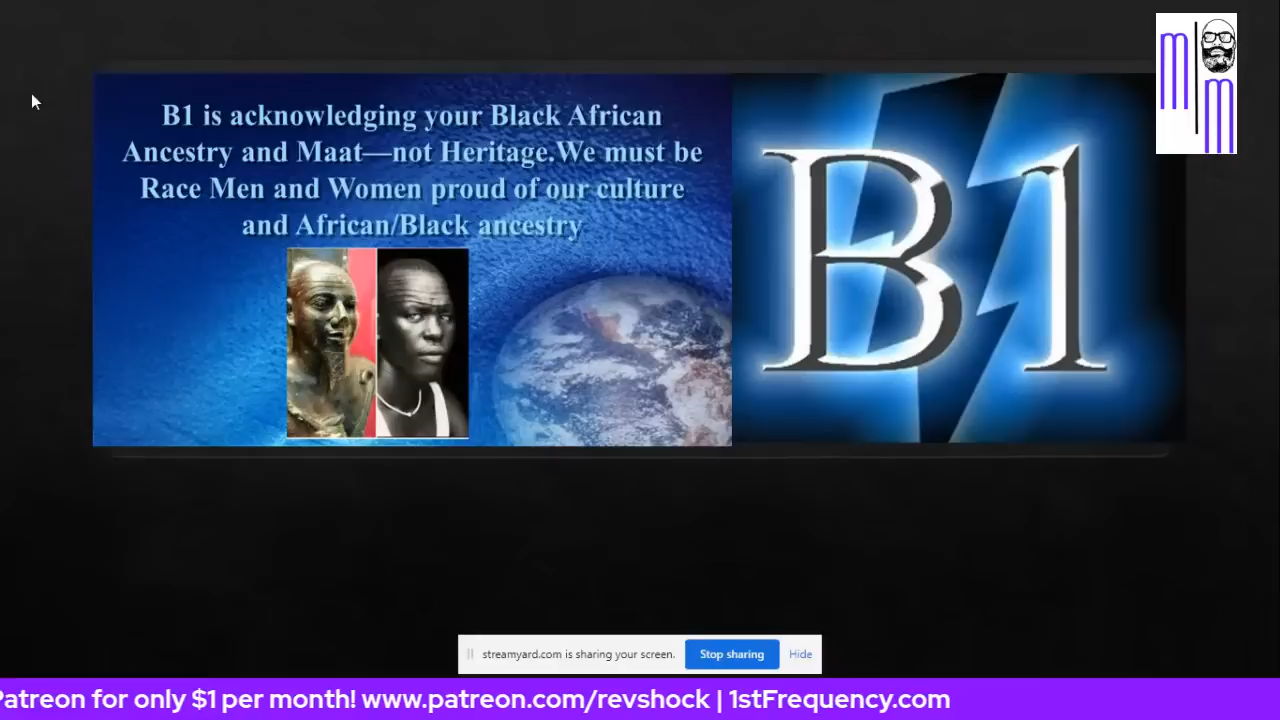 B1 is acknowledging your Black African
Ancestry and Maat—not Heritage.We must be
Race Men and Women proud of our culture
and African/Black ancestry
B1
m
m
streamyard.com is sharing your screen.
Stop sharing
Hide
Patreon for only $1 per month! www.patreon.com/revshock | 1stFrequency.com